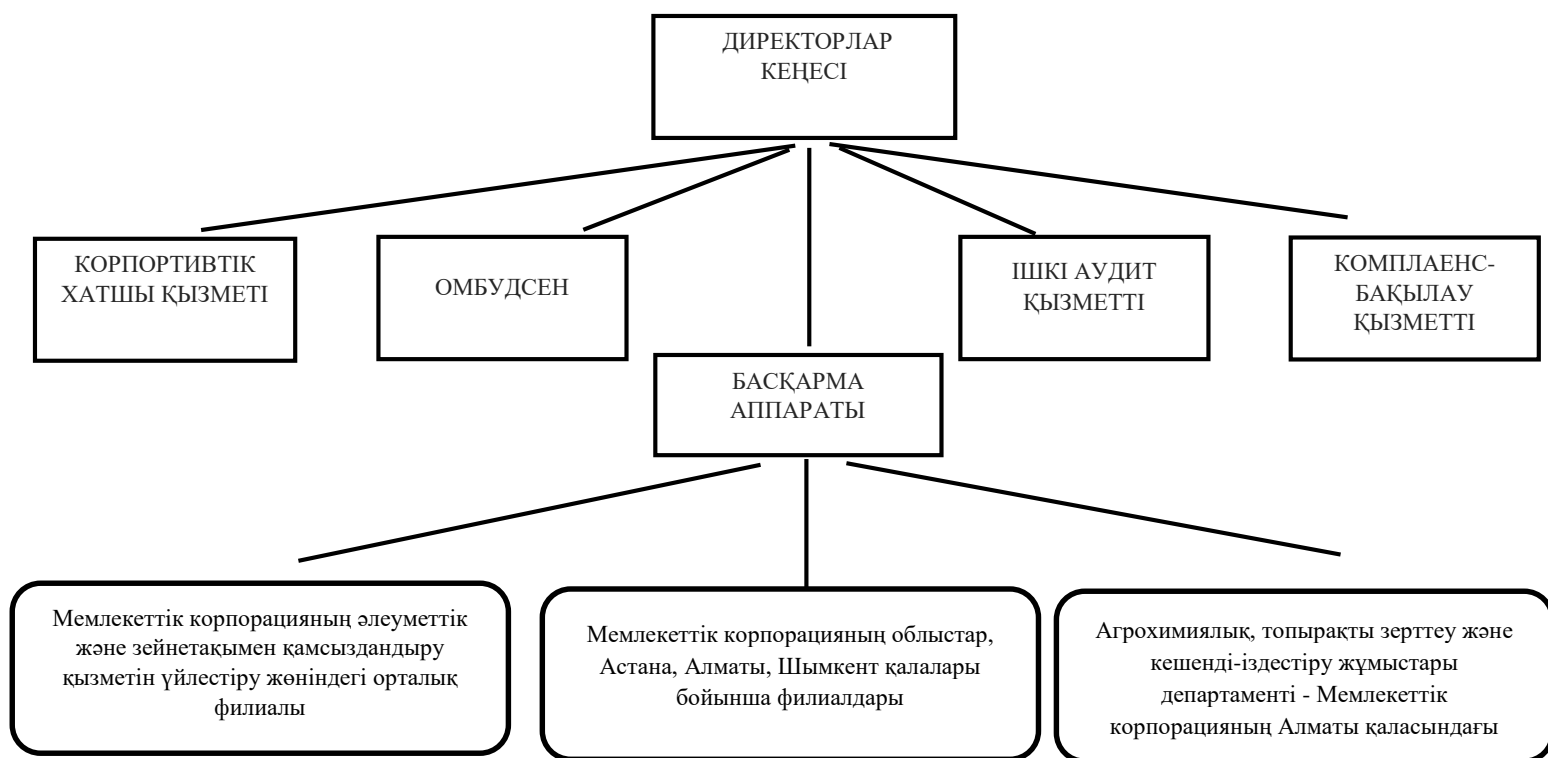 ДИРЕКТОРЛАР
КЕҢЕСІ
КОРПОРТИВТІК
ХАТШЫ ҚЫЗМЕТІ
ОМБУДСЕН
ІШКІ АУДИТ
ҚЫЗМЕТТІ
КОМПЛАЕНС-
БАҚЫЛАУ
ҚЫЗМЕТТІ
БАСҚАРМА
АППАРАТЫ
Мемлекеттік корпорацияның әлеуметтік
және зейнетақымен қамсыздандыру
қызметін үйлестіру жөніндегі орталық
филиалы
Мемлекеттік корпорацияның облыстар,
Астана, Алматы, Шымкент қалалары
бойынша филиалдары
Агрохимиялық, топырақты зерттеу және
кешенді-іздестіру жұмыстары
департаменті - Мемлекеттік
корпорацияның Алматы қаласындағы